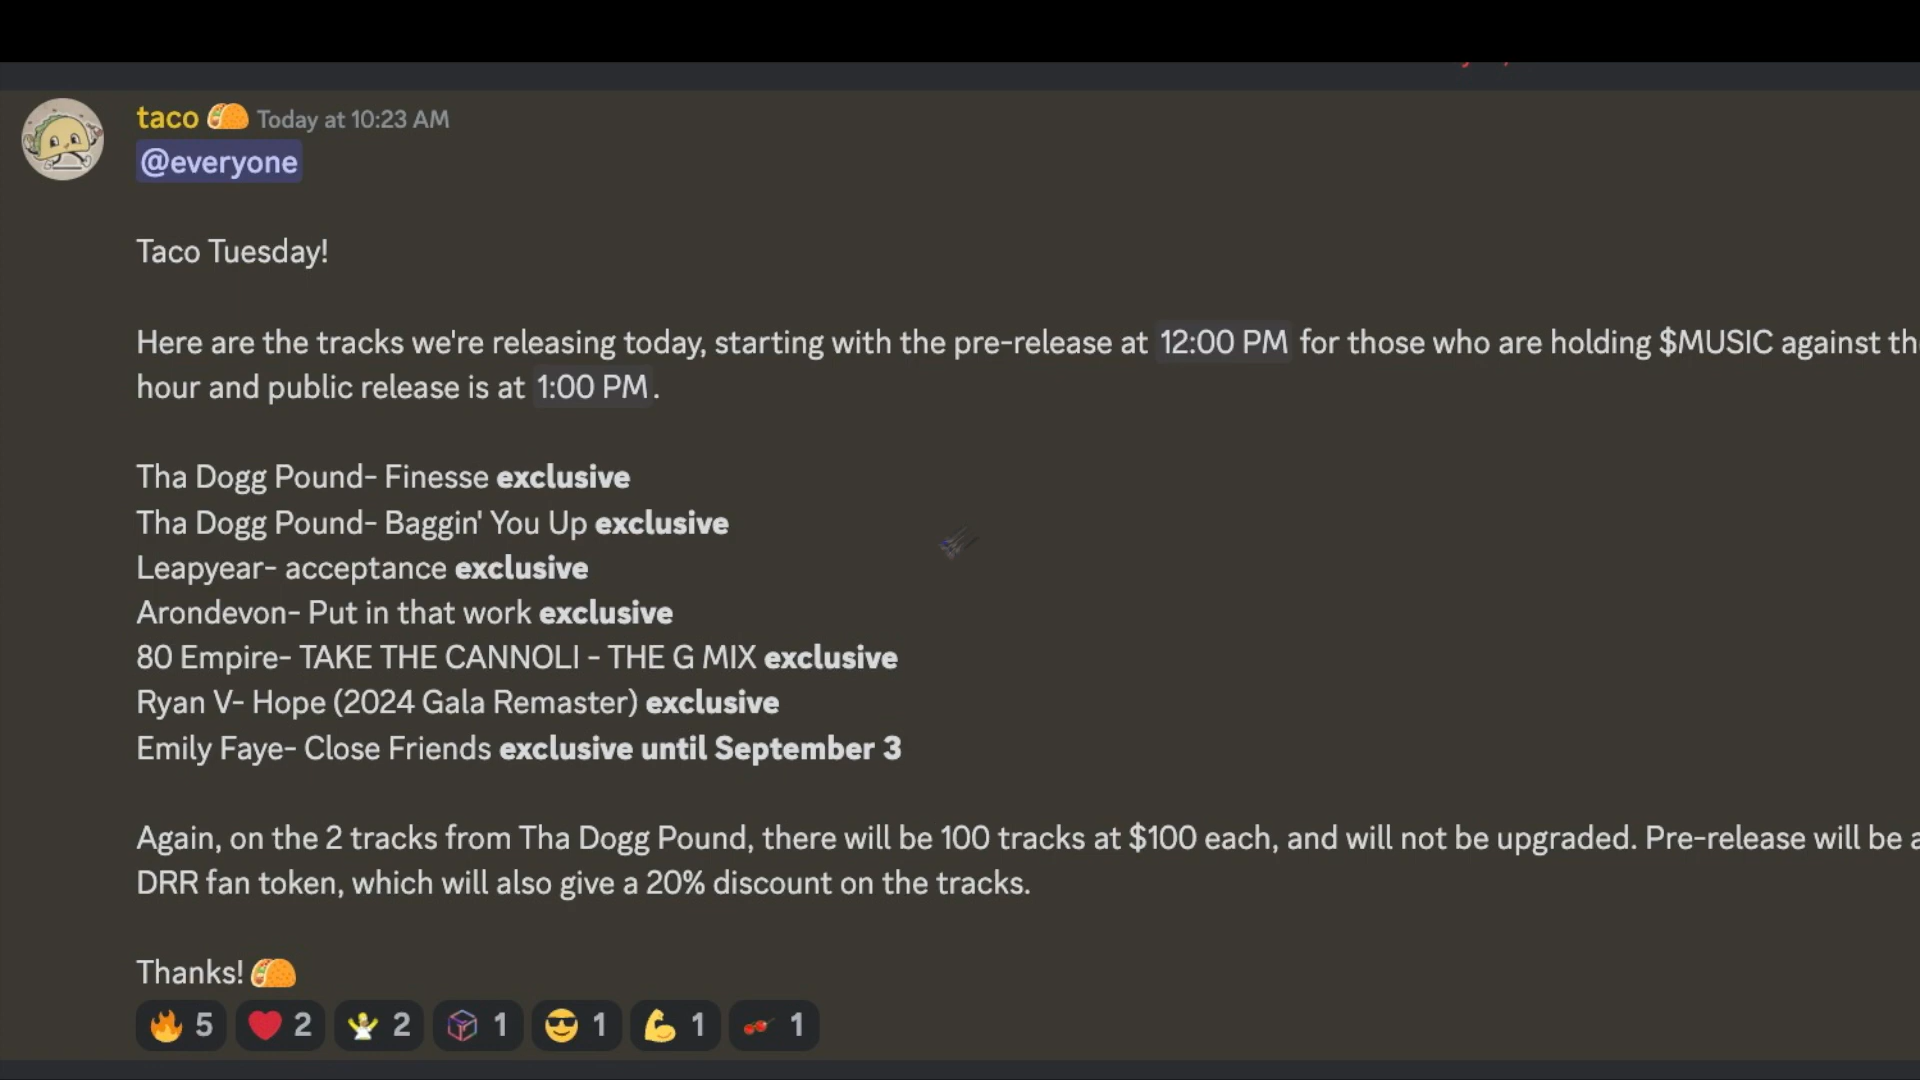 taco 🌮 Today at 10:23 AM
@everyone
Taco Tuesday!
Here are the tracks we're releasing today, starting with the pre-release at 12:00 PM for those who are holding $MUSIC against
hour and public release is at 1:00 PM.
Tha Dogg Pound- Finesse exclusive
Tha Dogg Pound- Baggin' You Up exclusive
Leapyear- acceptance exclusive
Arondevon- Put in that work exclusive
80 Empire- TAKE THE CANNOLI - THE G MIX exclusive
Ryan V- Hope (2024 Gala Remaster) exclusive
Emily Faye- Close Friends exclusive until September 3
Again, on the 2 tracks from Tha Dogg Pound, there will be 100 tracks at $100 each, and will not be upgraded. Pre-release will be
DRR fan token, which will also give a 20% discount on the tracks.
Thanks! 🌮
5 2 2 1 1 1 1